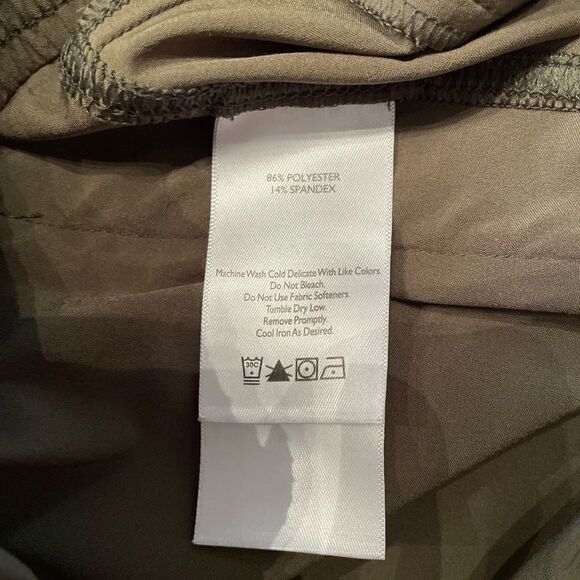 86% POLYESTER
14% SPANDEX
Machine Wash Cold Delicate With Like Colors.
Do Not Bleach.
Do Not Use Fabric Softeners.
Tumble Dry Low.
Remove Promptly.
Cool Iron As Desired.
30C